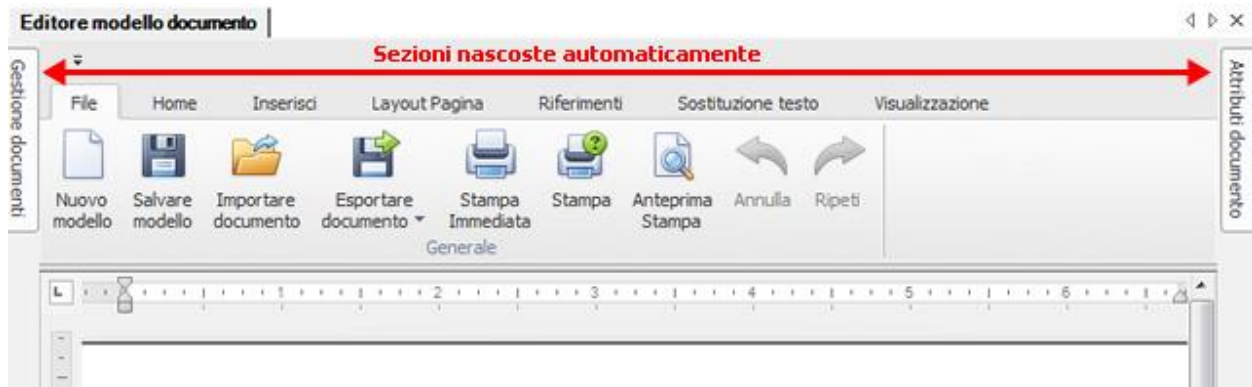 Editore modello documento
Sezioni nascoste automaticamente
Gestione documenti
Attributi documento
File Home Inserisci Layout Pagina Riferimenti Sostituzione testo Visualizzazione
Nuovo Salvare Importare Esportare Stampa Stampa Anteprima Annulla Ripeti
modello modello documento documento Immediata Stampa
Generale
L 1 2 3 4 5 6